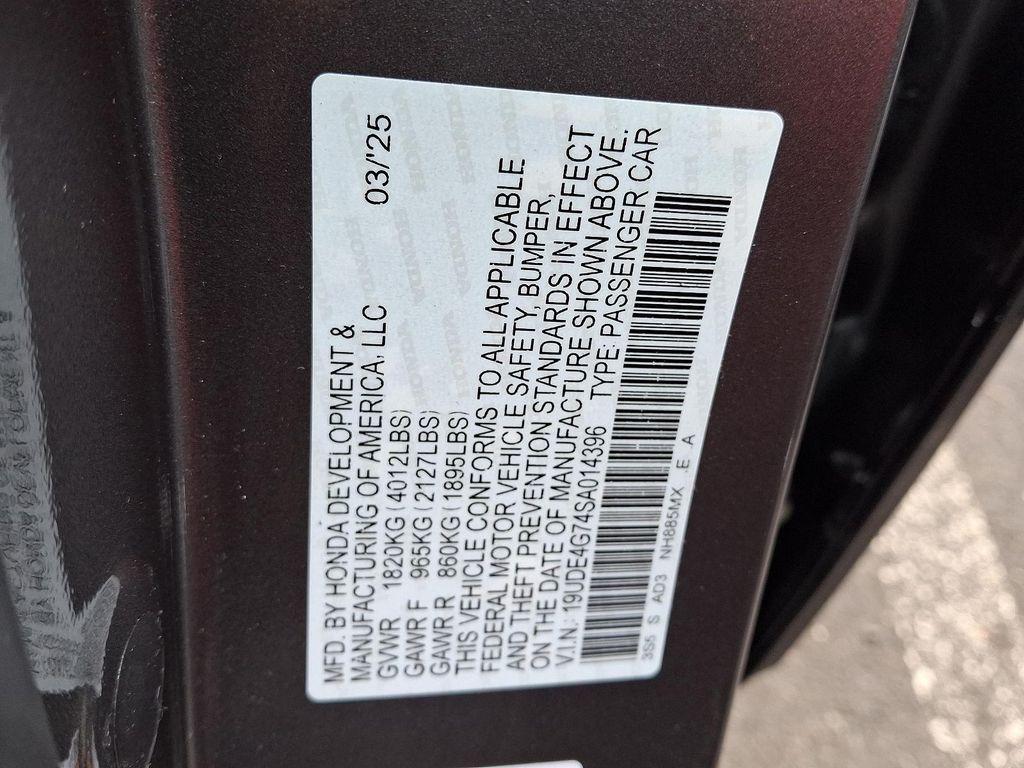 MFD. BY HONDA DEVELOPMENT &
MANUFACTURING OF AMERICA, LLC 03/'25
GVWR 1820KG (4012LBS)
GAWR F 965KG (2127LBS)
GAWR R 860KG (1895LBS)
THIS VEHICLE CONFORMS TO ALL APPLICABLE
FEDERAL MOTOR VEHICLE SAFETY, BUMPER,
AND THEFT PREVENTION STANDARDS IN EFFECT
ON THE DATE OF MANUFACTURE SHOWN ABOVE.
V.I.N.: 19UDE4G74SA014396 TYPE: PASSENGER CAR
3S5 S AD3 NH885MX .E A